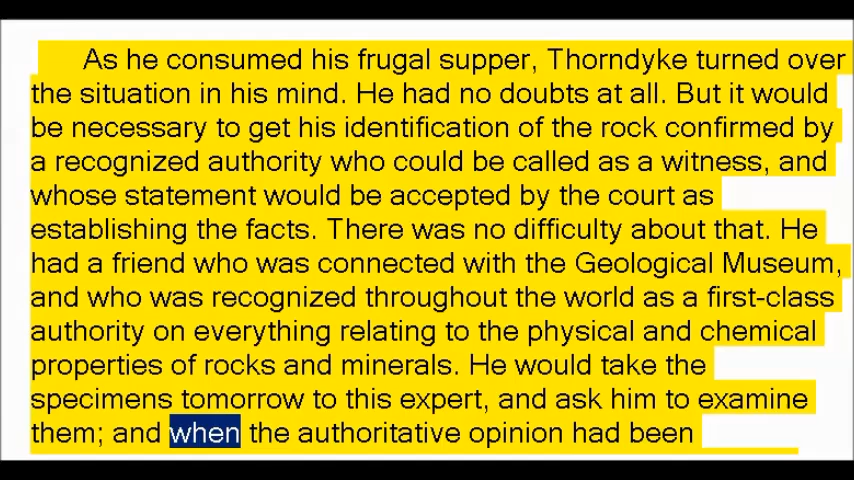 As he consumed his frugal supper, Thorndyke turned over
the situation in his mind. He had no doubts at all. But it would
be necessary to get his identification of the rock confirmed by
a recognized authority who could be called as a witness, and
whose statement would be accepted by the court as
establishing the facts. There was no difficulty about that. He
had a friend who was connected with the Geological Museum,
and who was recognized throughout the world as a first-class
authority on everything relating to the physical and chemical
properties of rocks and minerals. He would take the
specimens tomorrow to this expert, and ask him to examine
them; and when the authoritative opinion had been